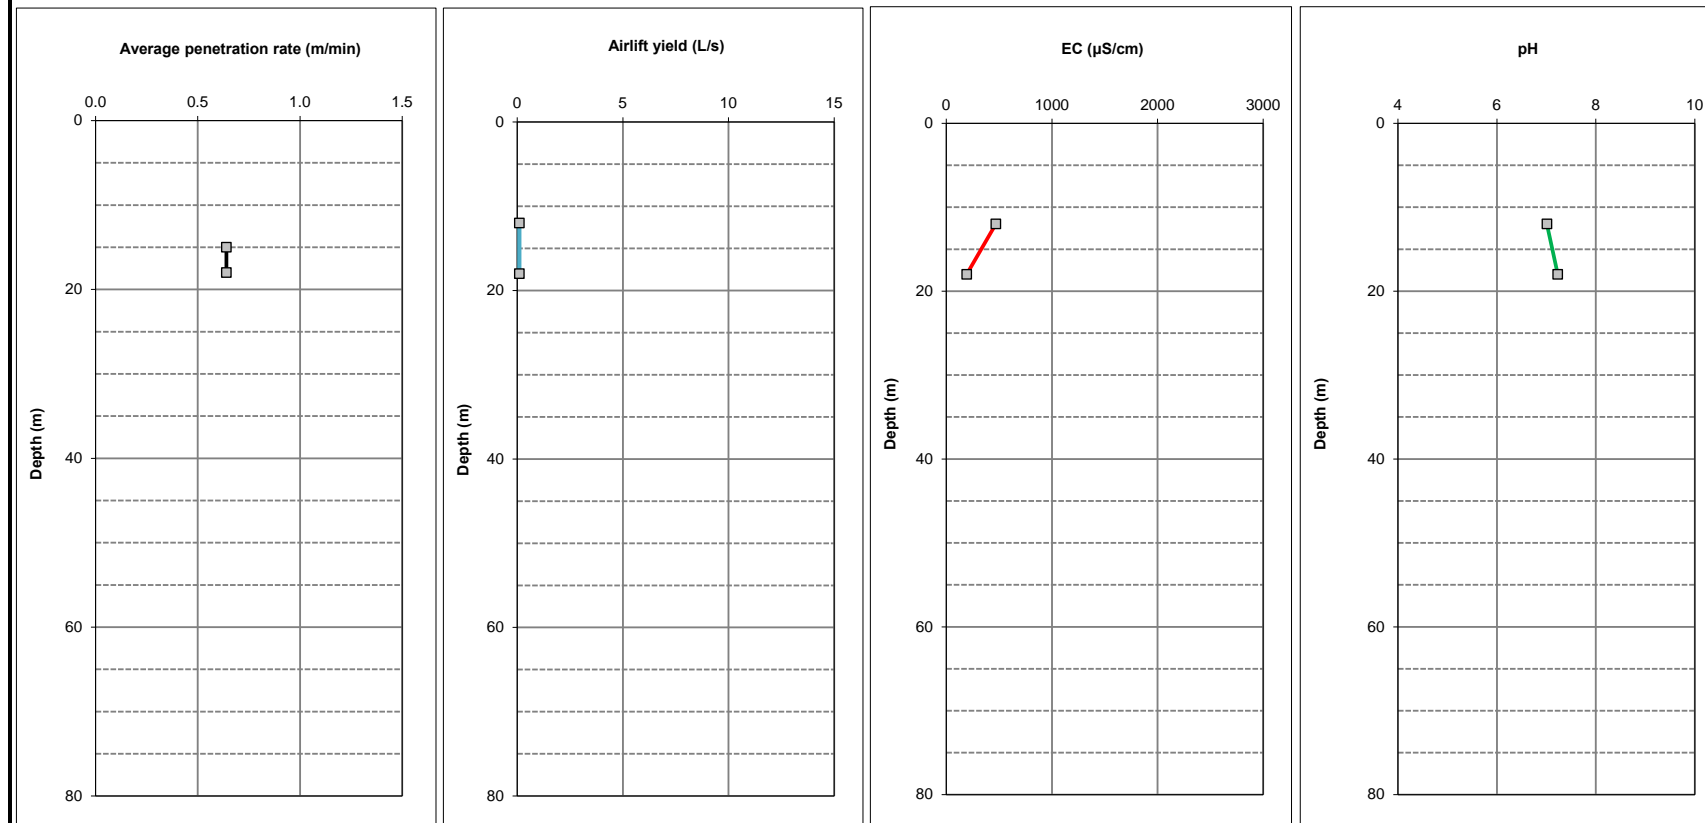 Average penetration rate (m/min)
0.0 0.5 1.0 1.5
0
20
40
60
80
Depth (m)
Airlift yield (L/s)
0 5 10 15
0
20
40
60
80
Depth (m)
EC (µS/cm)
0 1000 2000 3000
0
20
40
60
80
Depth (m)
pH
4 6 8 10
0
20
40
60
80
Depth (m)